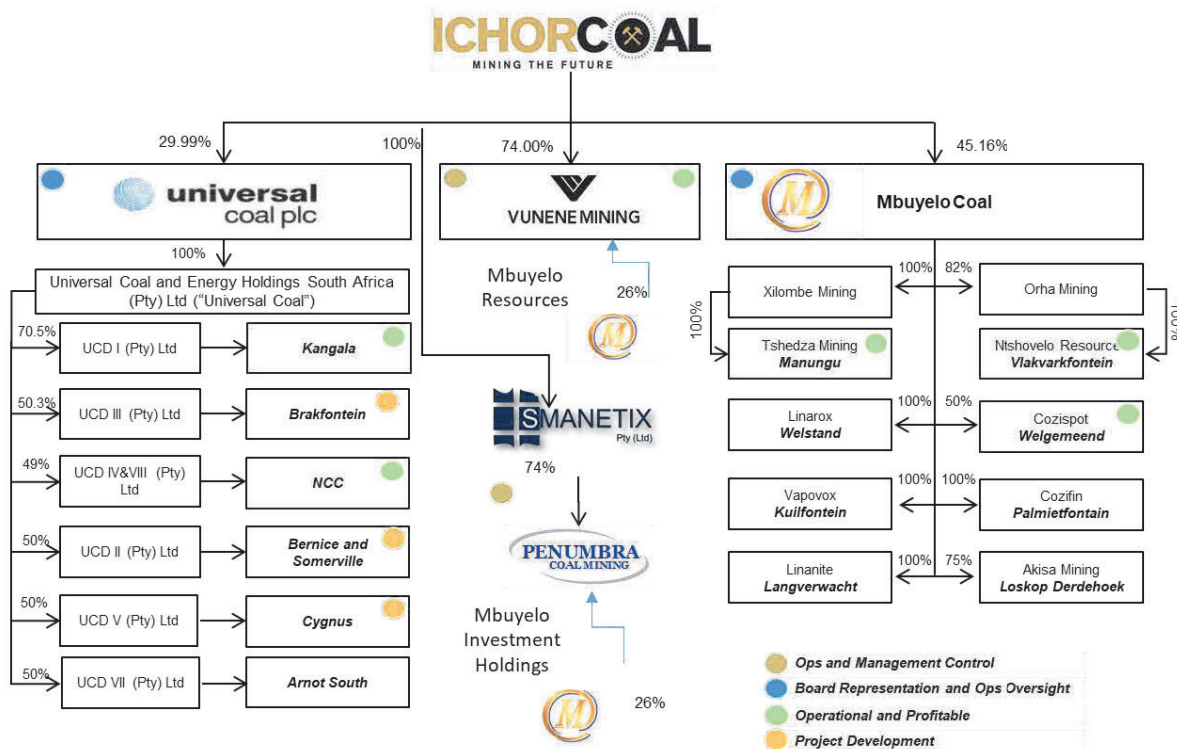 ICHORCOAL
MINING THE FUTURE
29.99%
100%
74.00%
45.16%
universal
coal plc
VUNENE MINING
Mbuyelo Coal
100%
Universal Coal and Energy Holdings South Africa
(Pty) Ltd (“Universal Coal”)
70.5%
UCD I (Pty) Ltd
Kangala
50.3%
UCD III (Pty) Ltd
Brakfontein
49%
UCD IV&VIII (Pty)
Ltd
NCC
50%
UCD II (Pty) Ltd
Bernice and
Somerville
50%
UCD V (Pty) Ltd
Cygnus
50%
UCD VII (Pty) Ltd
Arnot South
Mbuyelo
Resources
26%
M
SMANETIX
Pty (Ltd)
74%
PENUMBRA
COAL MINING
Mbuyelo
Investment
Holdings
26%
M
M
Xilombe Mining
100%
82%
Orha Mining
100%
Tshedza Mining
Manungu
100%
Ntshovelo Resource
Vlakvarkfontein
Linarox
Welstand
100%
50%
Cozispot
Welgemeend
Vapovox
Kuilfontein
100%
100%
Cozifin
Palmietfontain
Linanite
Langverwacht
100%
75%
Akisa Mining
Loskop Derdehoek
Ops and Management Control
Board Representation and Ops Oversight
Operational and Profitable
Project Development